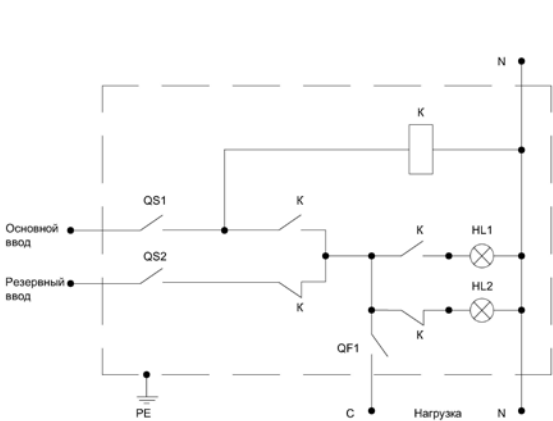 N
K
QS1
K
Основной
ввод
K
HL1
QS2
Резервный
ввод
HL2
K
K
QF1
PE
C
Нагрузка
N